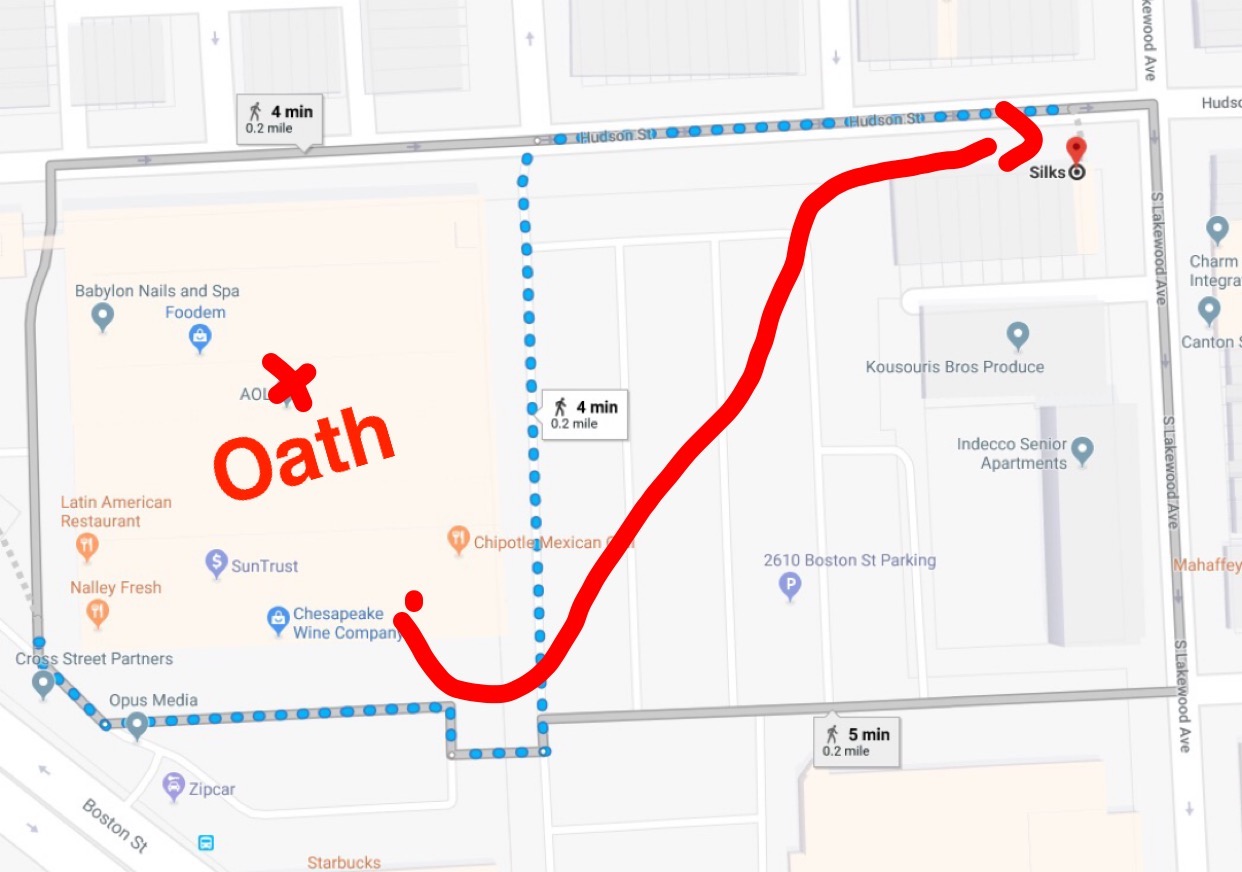 kewood Ave
4 min
0.2 mile
Hudson St
Hudson St
Hudso
Silks
S Lakewood Ave
Charm
Integra
Babylon Nails and Spa
Foodem
Canton S
Kousouris Bros Produce
AOL
Oath
4 min
0.2 mile
Indecco Senior
Apartments
S Lakewood Ave
Latin American
Restaurant
Chipotle Mexican G
SunTrust
2610 Boston St Parking
P
Mahaffey
Nalley Fresh
Chesapeake
Wine Company
Cross Street Partners
S Lakewood Ave
Opus Media
5 min
0.2 mile
Zipcar
Boston St
Starbucks